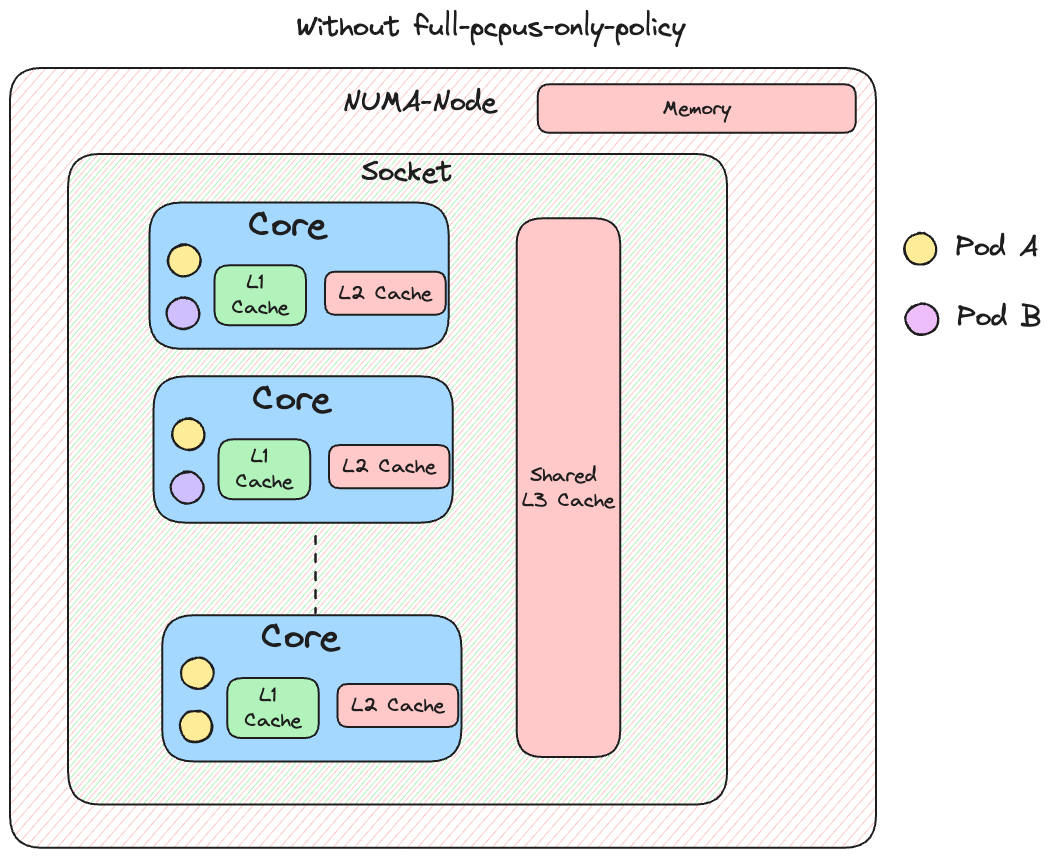 Without full-pcpus-only-policy
NUMA-Node
Memory
Socket
Core
L1
Cache
L2 Cache
Core
L1
Cache
L2 Cache
Core
L1
Cache
L2 Cache
Shared
L3 Cache
Pod A
Pod B